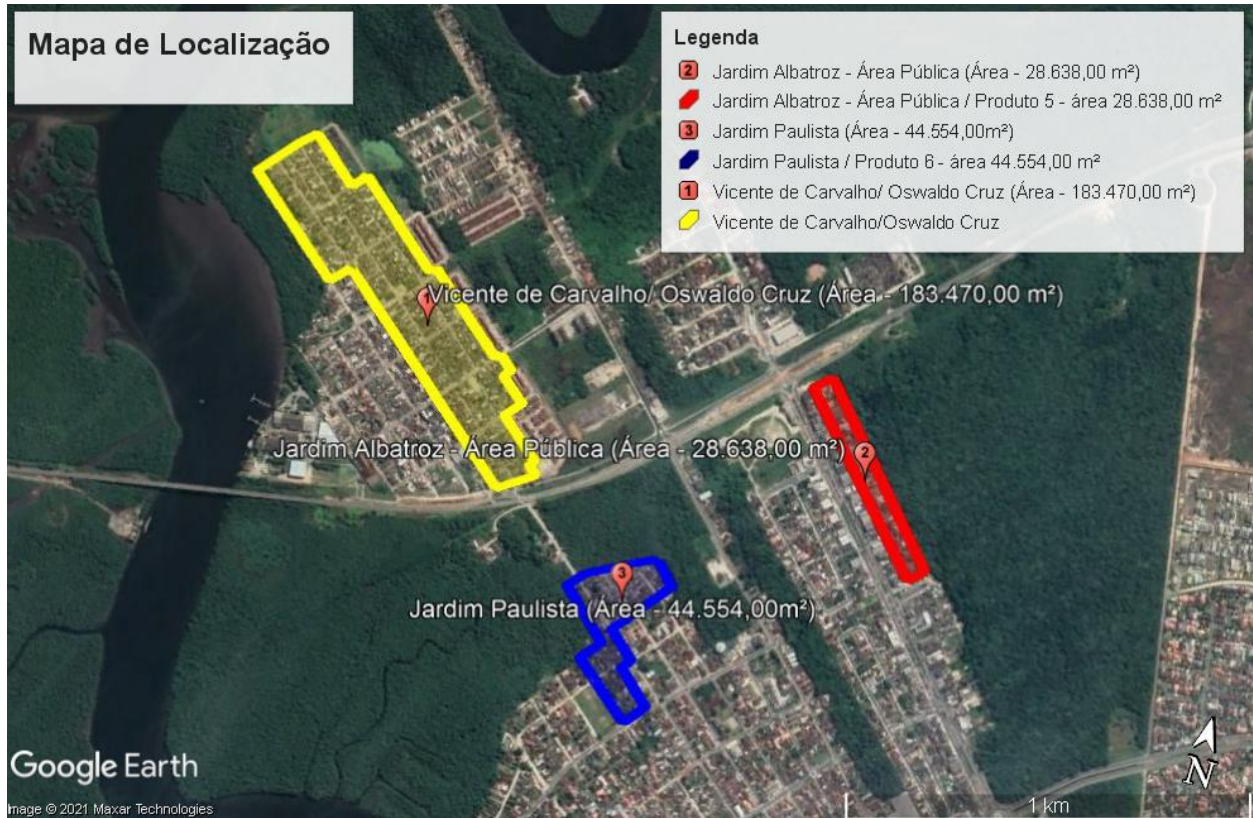 Mapa de Localização
Legenda
2 Jardim Albatroz - Área Pública (Área - 28.638,00 m²)
Jardim Albatroz - Área Pública / Produto 5 - área 28.638,00 m²
3 Jardim Paulista (Área - 44.554,00m²)
Jardim Paulista / Produto 6 - área 44.554,00 m²
1 Vicente de Carvalho/ Oswaldo Cruz (Área - 183.470,00 m²)
Vicente de Carvalho/Oswaldo Cruz
1
Vicente de Carvalho/ Oswaldo Cruz (Área - 183.470,00 m²)
Jardim Albatroz - Área Pública (Área - 28.638,00 m²)
2
3
Jardim Paulista (Área - 44.554,00m²)
Google Earth
Image © 2021 Maxar Technologies
N
1 km